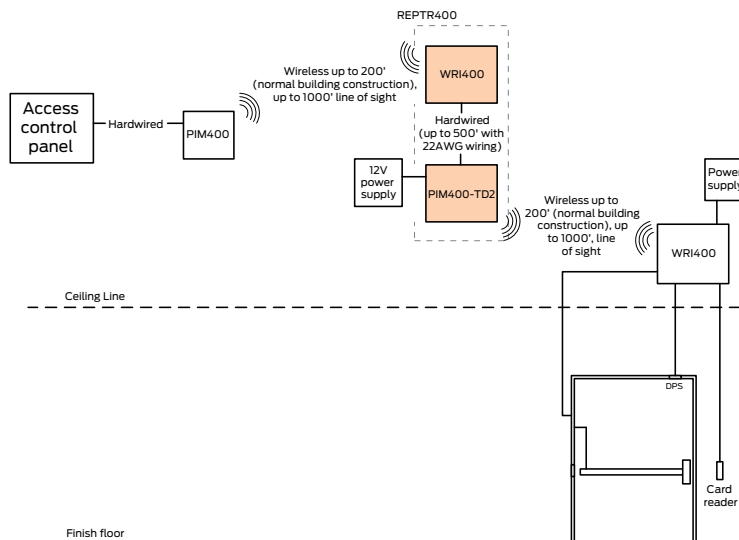 REPTR400
Wireless up to 200'
(normal building construction),
up to 1000' line of sight
WRI400
Access
control
panel
Hardwired
PIM400
Hardwired
(up to 500' with
22AWG wiring)
12V
power
supply
PIM400-TD2
Wireless up to
200' (normal building
construction), up
to 1000', line
of sight
Power
supply
WRI400
Ceiling Line
DPS
Card
reader
Finish floor